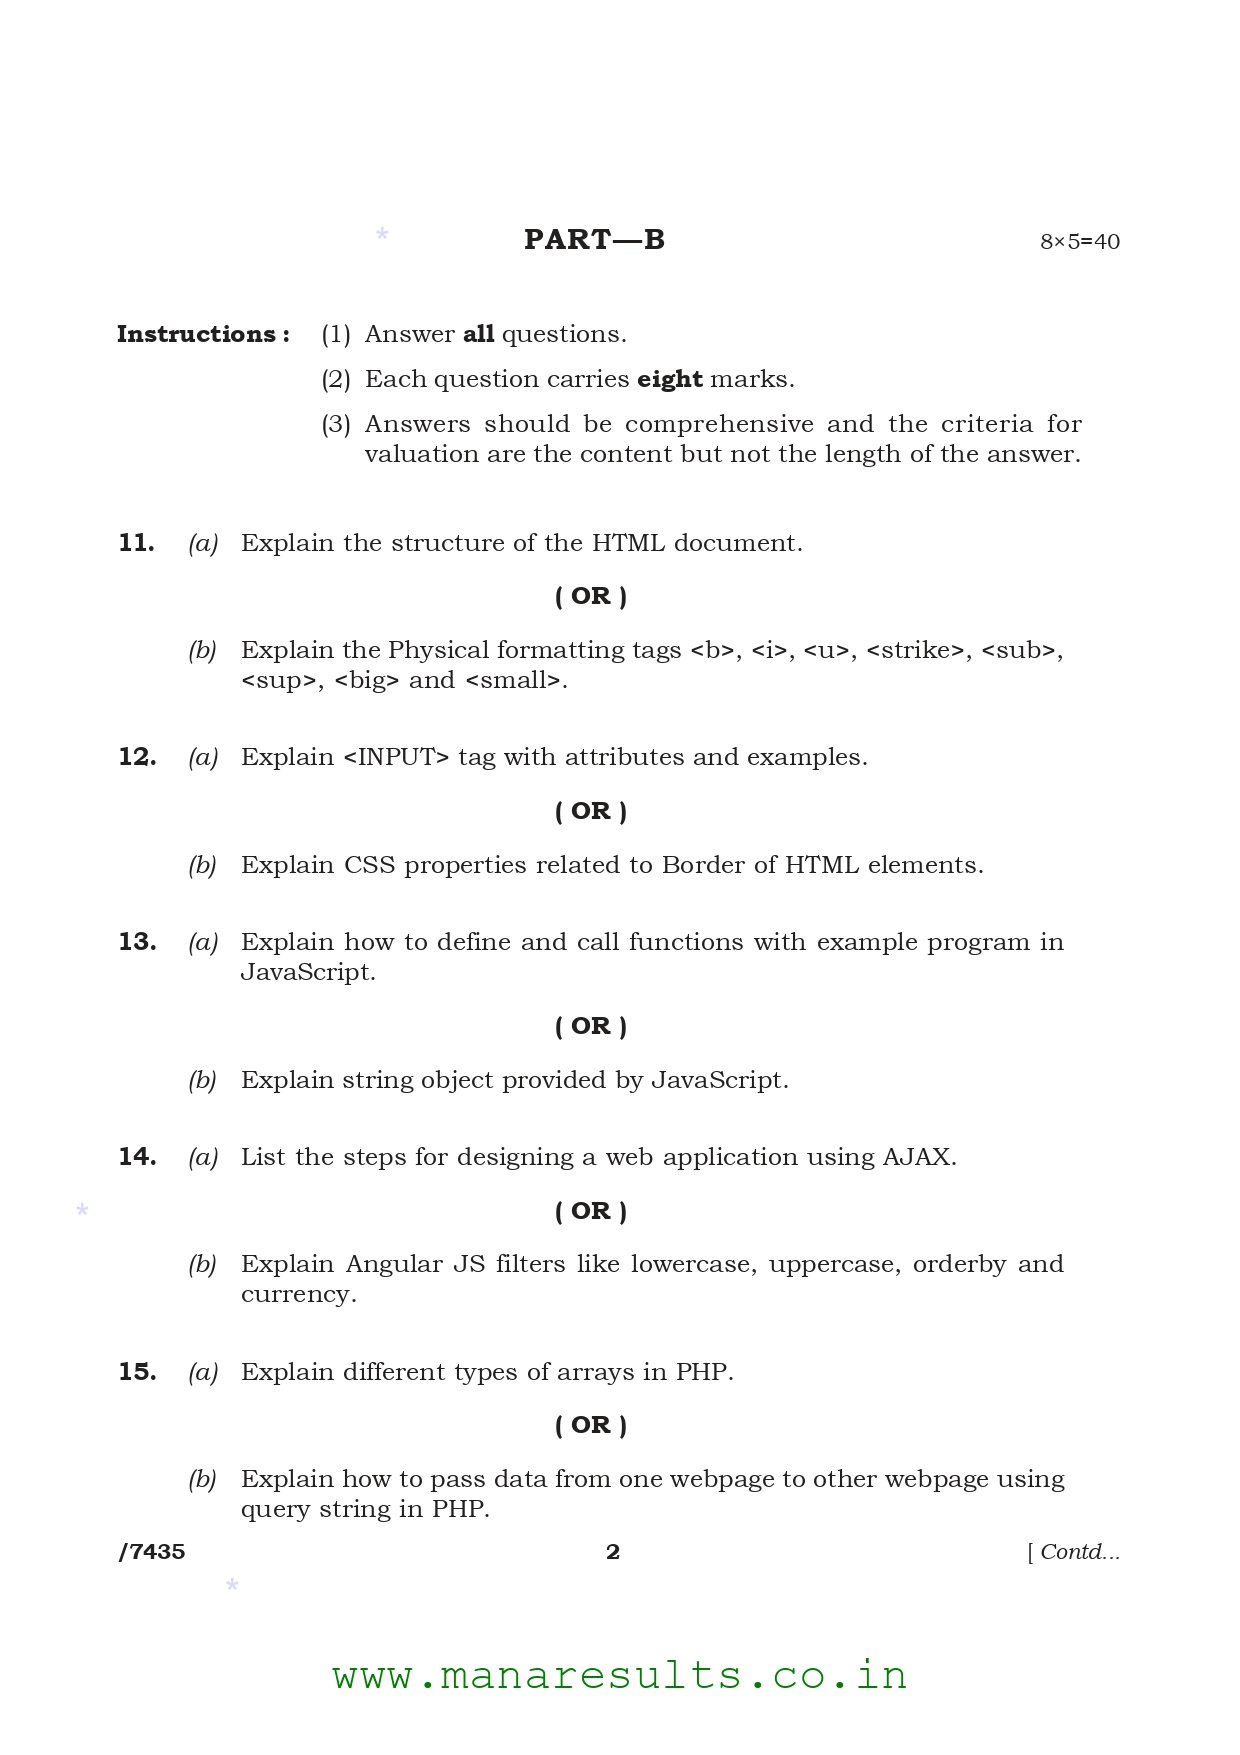 * PART—B 8×5=40
Instructions : (1) Answer all questions.
(2) Each question carries eight marks.
(3) Answers should be comprehensive and the criteria for
valuation are the content but not the length of the answer.
11. (a) Explain the structure of the HTML document.
( OR )
(b) Explain the Physical formatting tags <b>, <i>, <u>, <strike>, <sub>,
<sup>, <big> and <small>.
12. (a) Explain <INPUT> tag with attributes and examples.
( OR )
(b) Explain CSS properties related to Border of HTML elements.
13. (a) Explain how to define and call functions with example program in
JavaScript.
( OR )
(b) Explain string object provided by JavaScript.
14. (a) List the steps for designing a web application using AJAX.
* ( OR )
(b) Explain Angular JS filters like lowercase, uppercase, orderby and
currency.
15. (a) Explain different types of arrays in PHP.
( OR )
(b) Explain how to pass data from one webpage to other webpage using
query string in PHP.
/7435 2 [ Contd...
*
www.manaresults.co.in